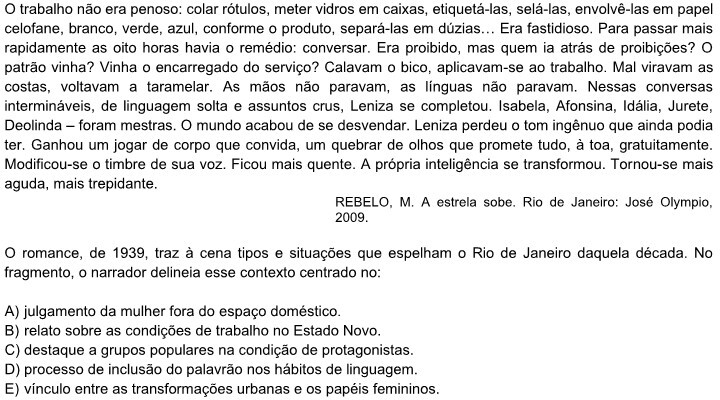 O trabalho não era penoso: colar rótulos, meter vidros em caixas, etiquetá-las, selá-las, envolvê-las em papel
celofane, branco, verde, azul, conforme o produto, separá-las em dúzias... Era fastidioso. Para passar mais
rapidamente as oito horas havia o remédio: conversar. Era proibido, mas quem ia atrás de proibições? O
patrão vinha? Vinha o encarregado do serviço? Calavam o bico, aplicavam-se ao trabalho. Mal viravam as
costas, voltavam a taramelar. As mãos não paravam, as línguas não paravam. Nessas conversas
intermináveis, de linguagem solta e assuntos crus, Leniza se completou. Isabela, Afonsina, Idália, Jurete,
Deolinda – foram mestras. O mundo acabou de se desvendar. Leniza perdeu o tom ingênuo que ainda podia
ter. Ganhou um jogar de corpo que convida, um quebrar de olhos que promete tudo, à toa, gratuitamente.
Modificou-se o timbre de sua voz. Ficou mais quente. A própria inteligência se transformou. Tornou-se mais
aguda, mais trepidante.
REBELO, M. A estrela sobe. Rio de Janeiro: José Olympio,
2009.
O romance, de 1939, traz à cena tipos e situações que espelham o Rio de Janeiro daquela década. No
fragmento, o narrador delineia esse contexto centrado no:
A) julgamento da mulher fora do espaço doméstico.
B) relato sobre as condições de trabalho no Estado Novo.
C) destaque a grupos populares na condição de protagonistas.
D) processo de inclusão do palavrão nos hábitos de linguagem.
E) vínculo entre as transformações urbanas e os papéis femininos.